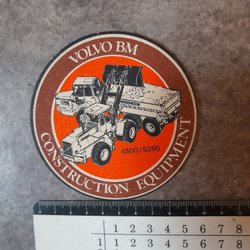 VOLVO BM
4500/5350
CONSTRUCTION EQUIPMENT
1 2 3 4 5 6 7 8
1 1 2 3 4 5 6 7